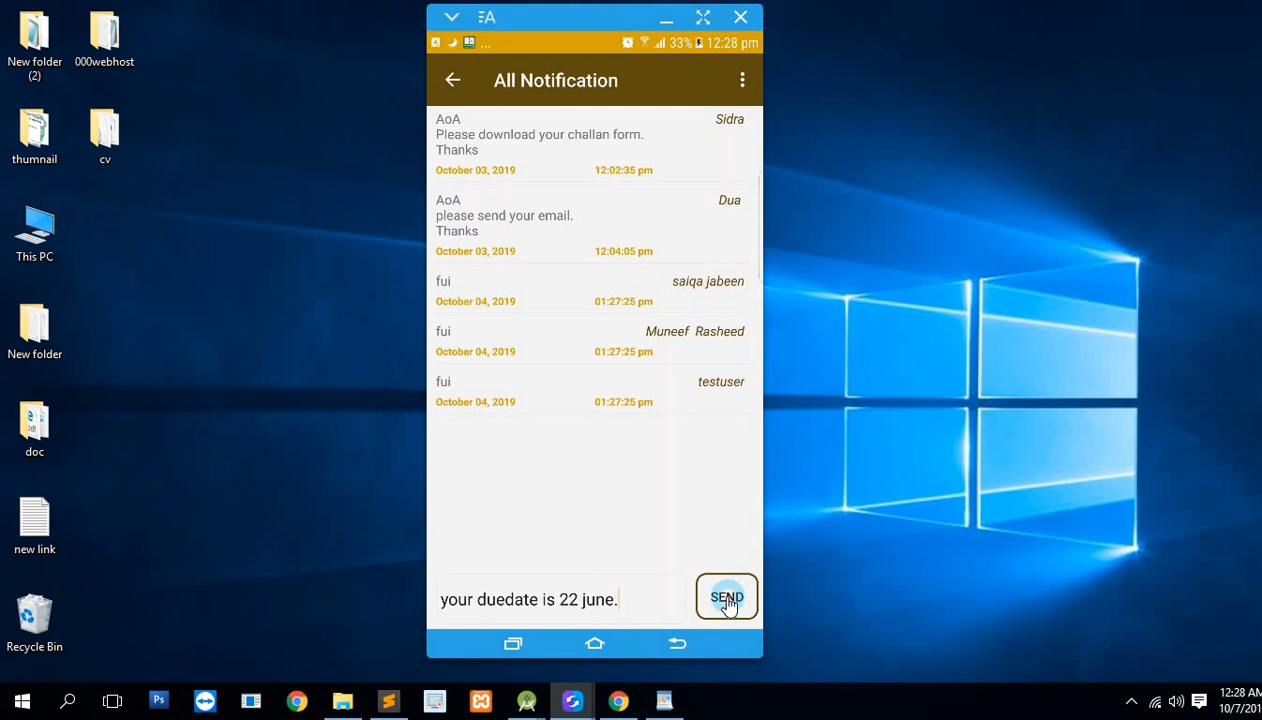 New folder
(2)
000webhost
thumnail
cv
This PC
New folder
doc
new link
Recycle Bin
A
A
...
33%
12:28 pm
All Notification
AoA
Sidra
Please download your challan form.
Thanks
October 03, 2019
12:02:35 pm
AoA
Dua
please send your email.
Thanks
October 03, 2019
12:04:05 pm
fui
saiqa jabeen
October 04, 2019
01:27:25 pm
fui
Muneef Rasheed
October 04, 2019
01:27:25 pm
fui
testuser
October 04, 2019
01:27:25 pm
your duedate is 22 june.
SEND
Ps
12:28 AM